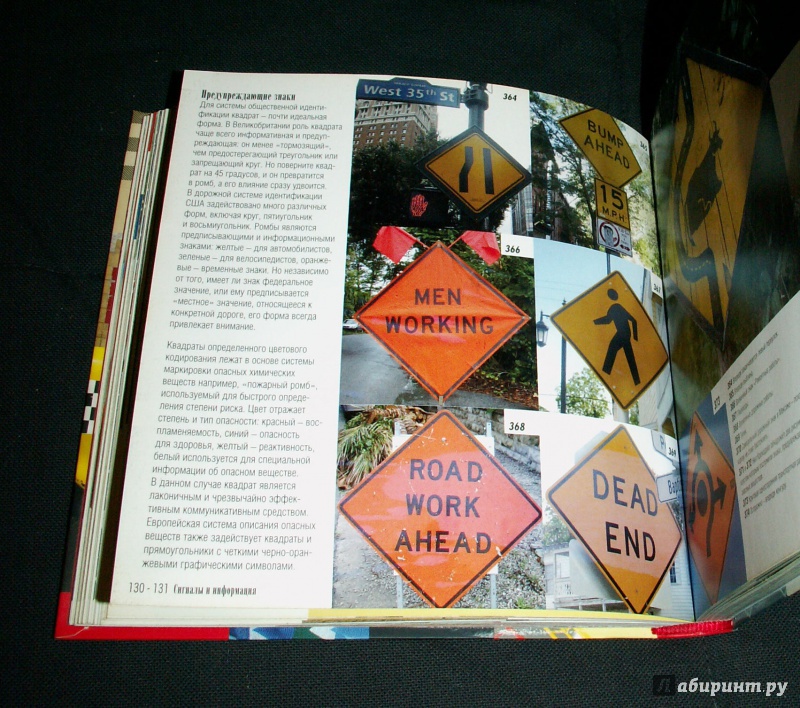 Предупреждающие знаки
Для системы общественной иденти-
фикации квадрат – почти идеальная
форма. В Великобритании роль квадрата
чаще всего информативная и предуп-
реждающая: он менее «тормозящий»,
чем предостерегающий треугольник или
запрещающий круг. Но поверните квад-
рат на 45 градусов, и он превратится
в ромб, а его влияние сразу удвоится.
В дорожной системе идентификации
США задействовано много различных
форм, включая круг, пятиугольник
и восьмиугольник. Ромбы являются
предписывающими и информационными
знаками: желтые – для автомобилистов,
зеленые – для велосипедистов, оранже-
вые – временные знаки. Но независимо
от того, имеет ли знак федеральное
значение, или ему предписывается
«местное» значение, относящееся к
конкретной дороге, его форма всегда
привлекает внимание.
Квадраты определенного цветового
кодирования лежат в основе системы
маркировки опасных химических
веществ например, «пожарный ромб»,
используемый для быстрого опреде-
ления степени риска. Цвет отражает
степень и тип опасности: красный – вос-
пламеняемость, синий – опасность
для здоровья, желтый – реактивность,
белый используется для специальной
информации об опасном веществе.
В данном случае квадрат является
лаконичным и чрезвычайно эффек-
тивным коммуникативным средством.
Европейская система описания опасных
веществ также задействует квадраты и
прямоугольники с четкими черно-оран-
жевыми графическими символами.
130 - 131 Сигналы и информация
West 35th St
364
BUMP
AHEAD
15
M.P.H
365
366
MEN
WORKING
367
368
ROAD
WORK
AHEAD
369
DEAD
END
372
Лабиринт.ру